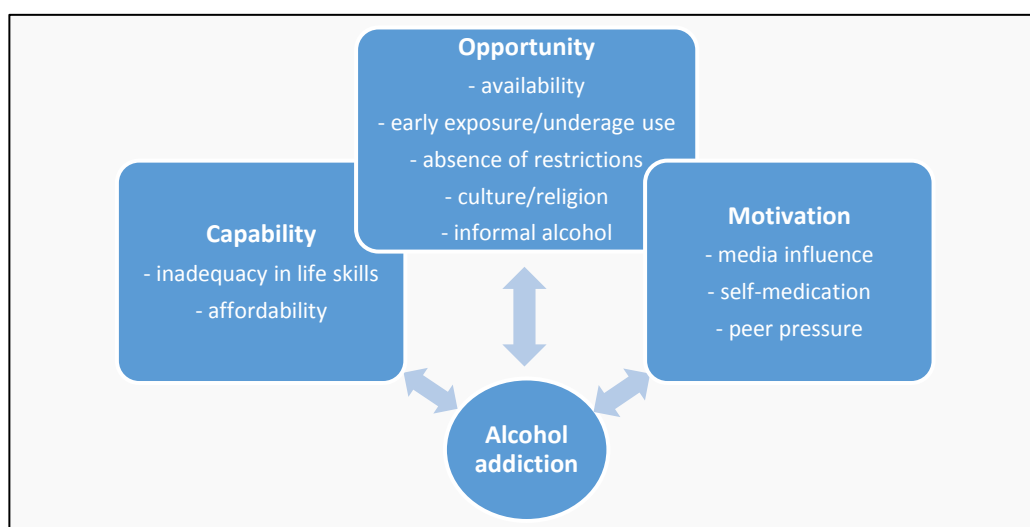 Opportunity
- availability
- early exposure/underage use
- absence of restrictions
- culture/religion
- informal alcohol
Capability
- inadequacy in life skills
- affordability
Motivation
- media influence
- self-medication
- peer pressure
Alcohol
addiction